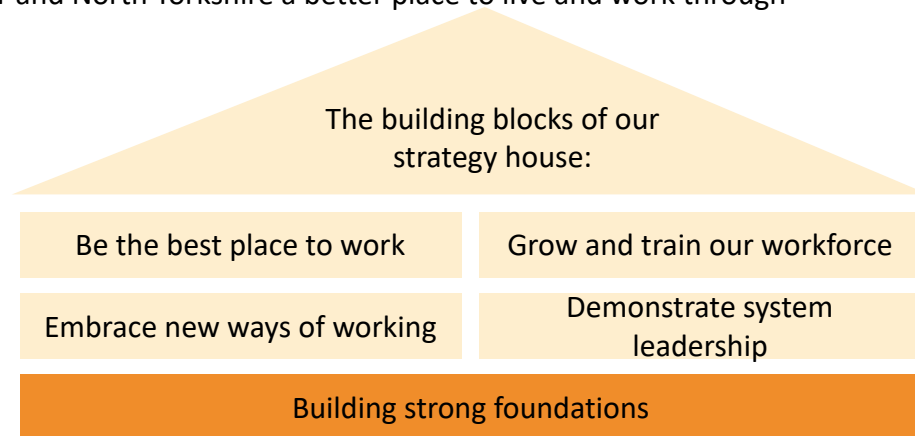 and North Yorkshire a better place to live and work through
The building blocks of our
strategy house:
Be the best place to work
Grow and train our workforce
Embrace new ways of working
Demonstrate system
leadership
Building strong foundations